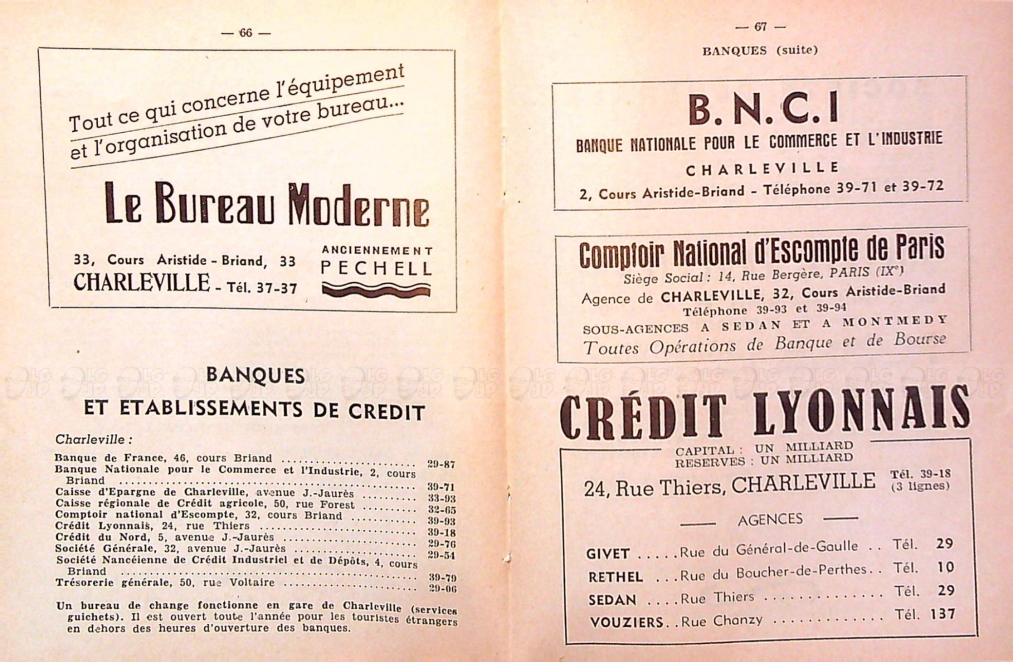 — 66 —
Tout ce qui concerne l'équipement
et l'organisation de votre bureau...
Le Bureau Moderne
33, Cours Aristide-Briand, 33
CHARLEVILLE - Tél. 37-37
ANCIENNEMENT
PECHELL
BANQUES
ET ETABLISSEMENTS DE CREDIT
Charleville :
Banque de France, 46, cours Briand .......................... 29-87
Banque Nationale pour le Commerce et l'Industrie, 2, cours
Briand .......................... 39-71
Caisse d'Epargne de Charleville, avenue J.-Jaurès .......... 33-93
Caisse régionale de Crédit agricole, 50, rue Forest .......... 32-65
Comptoir national d'Escompte, 32, cours Briand .......... 39-93
Crédit Lyonnais, 24, rue Thiers .......................... 39-18
Crédit du Nord, 5, avenue J.-Jaurès .......................... 29-76
Société Générale, 32, avenue J.-Jaurès .......................... 29-54
Société Nancéienne de Crédit Industriel et de Dépôts, 4, cours
Briand .......................... 39-79
Trésorerie générale, 50, rue Voltaire .......................... 29-06
Un bureau de change fonctionne en gare de Charleville (services
guichets). Il est ouvert toute l'année pour les touristes étrangers
en dehors des heures d'ouverture des banques.
— 67 —
BANQUES (suite)
B.N.C.I
BANQUE NATIONALE POUR LE COMMERCE ET L'INDUSTRIE
CHARLEVILLE
2, Cours Aristide-Briand - Téléphone 39-71 et 39-72
Comptoir National d'Escompte de Paris
Siège Social : 14, Rue Bergère, PARIS (IXe)
Agence de CHARLEVILLE, 32, Cours Aristide-Briand
Téléphone 39-93 et 39-94
SOUS-AGENCES A SEDAN ET A MONTMEDY
Toutes Opérations de Banque et de Bourse
CRÉDIT LYONNAIS
CAPITAL : UN MILLIARD
RESERVES : UN MILLIARD
24, Rue Thiers, CHARLEVILLE Tél. 39-18
(3 lignes)
— AGENCES —
GIVET ..... Rue du Général-de-Gaulle .. Tél. 29
RETHEL ... Rue du Boucher-de-Perthes.. Tél. 10
SEDAN .... Rue Thiers .............. Tél. 29
VOUZIERS.. Rue Chanzy ............ Tél. 137